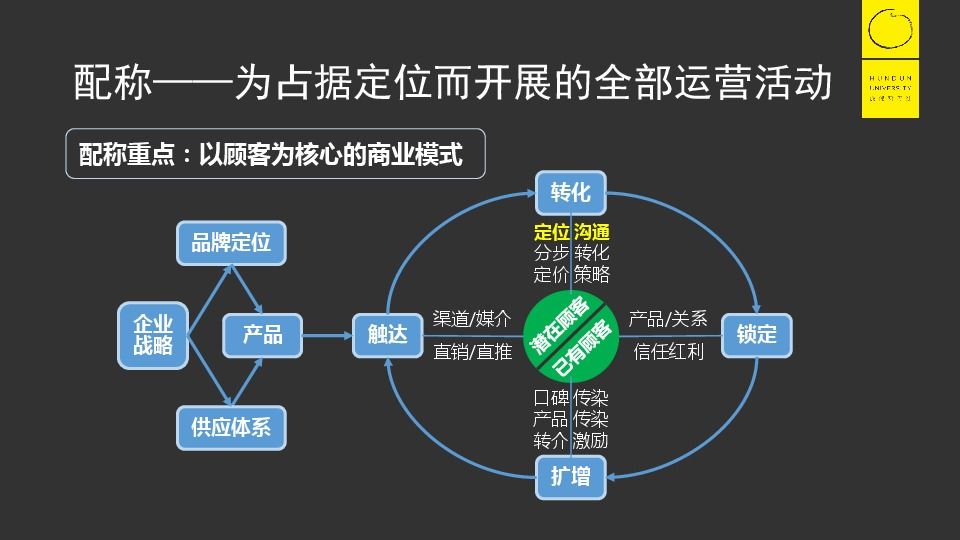 配称——为占据定位而开展的全部运营活动
HUNDUN
UNIVERSITY
配称重点：以顾客为核心的商业模式
转化
定位 沟通
分步 转化
定价 策略
品牌定位
企业
战略
产品
供应体系
触达
渠道/媒介
直销/直推
潜在顾客
已有顾客
产品/关系
信任红利
锁定
口碑 传染
产品 传染
转介 激励
扩增